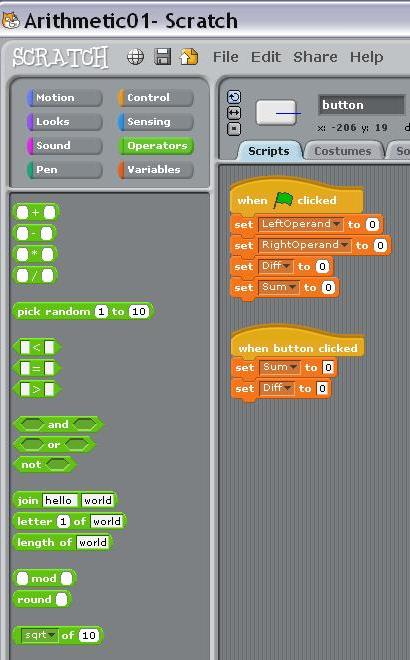 Arithmetic01- Scratch
SCRATCH File Edit Share Help
Motion Control
Looks Sensing
Sound Operators
Pen Variables
button
x: -206 y: 19
Scripts Costumes So
+
-
*
/
pick random 1 to 10
<
=
>
and
or
not
join hello world
letter 1 of world
length of world
mod
round
sqrt of 10
when clicked
set LeftOperand to 0
set RightOperand to 0
set Diff to 0
set Sum to 0
when button clicked
set Sum to 0
set Diff to 0